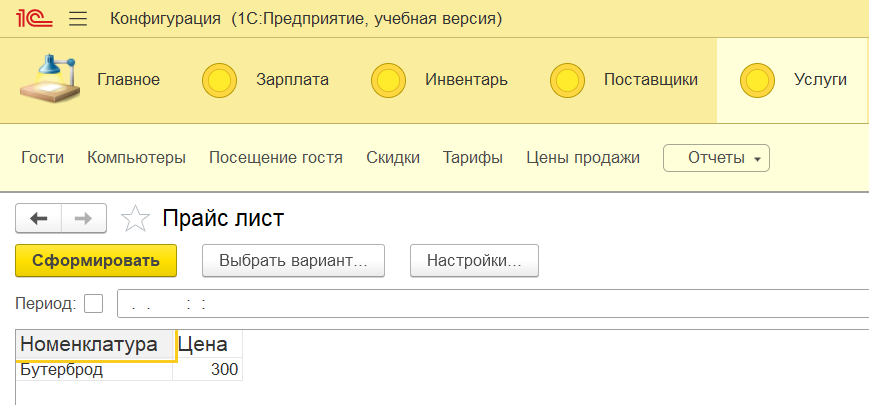 1С Конфигурация (1С:Предприятие, учебная версия)
Главное Зарплата Инвентарь Поставщики Услуги
Гости Компьютеры Посещение гостя Скидки Тарифы Цены продажи Отчеты
Прайс лист
Сформировать Выбрать вариант... Настройки...
Период: . . : :
Номенклатура Цена
Бутерброд 300